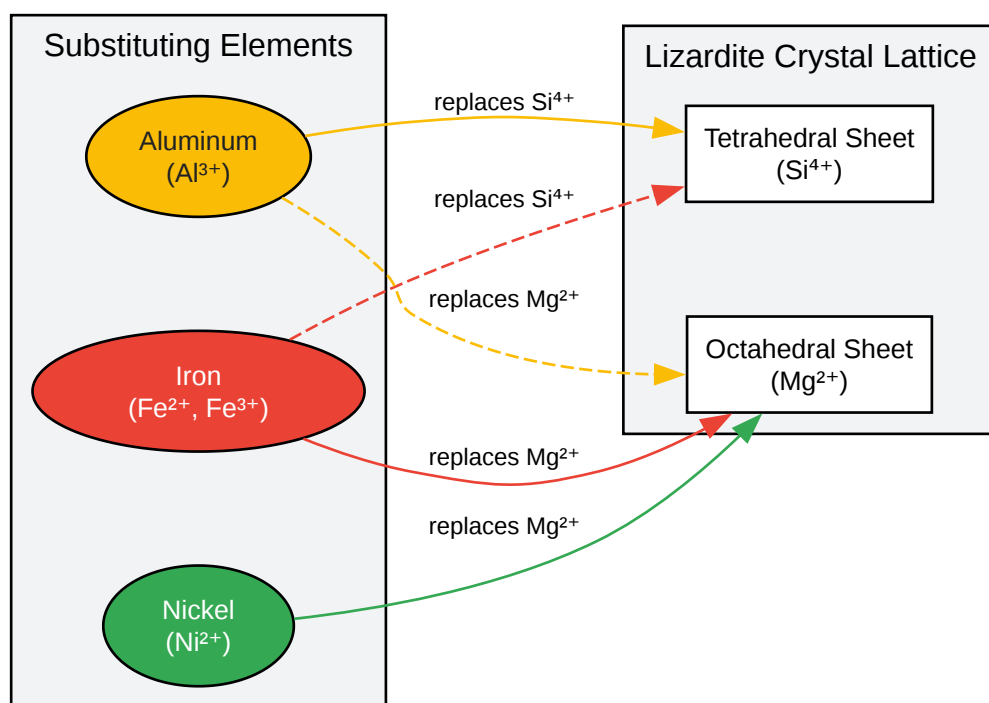 Substituting Elements
Lizardite Crystal Lattice
Aluminum
(Al³⁺)
replaces Si⁴⁺
Tetrahedral Sheet
(Si⁴⁺)
replaces Si⁴⁺
replaces Mg²⁺
Iron
(Fe²⁺, Fe³⁺)
Octahedral Sheet
(Mg²⁺)
replaces Mg²⁺
replaces Mg²⁺
Nickel
(Ni²⁺)